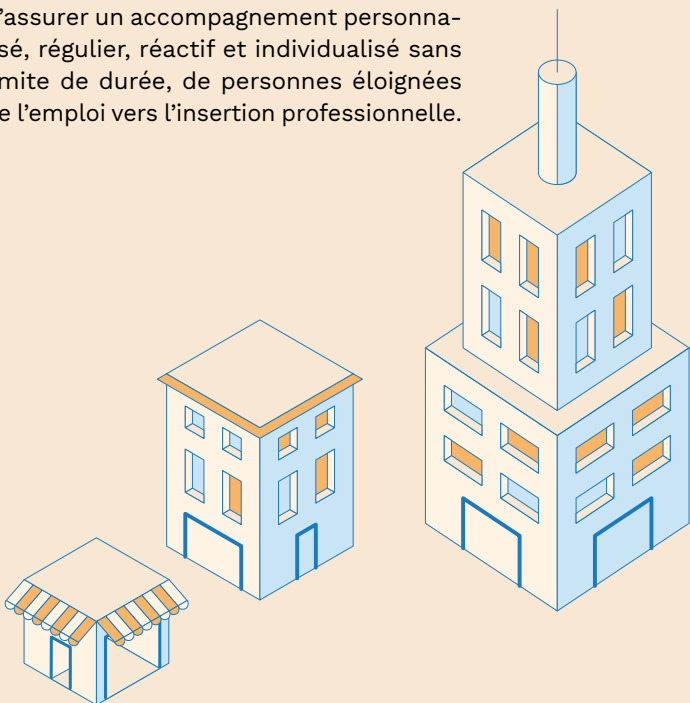 'assurer un accompagnement personna-
sé, régulier, réactif et individualisé sans
mite de durée, de personnes éloignées
e l'emploi vers l'insertion professionnelle.